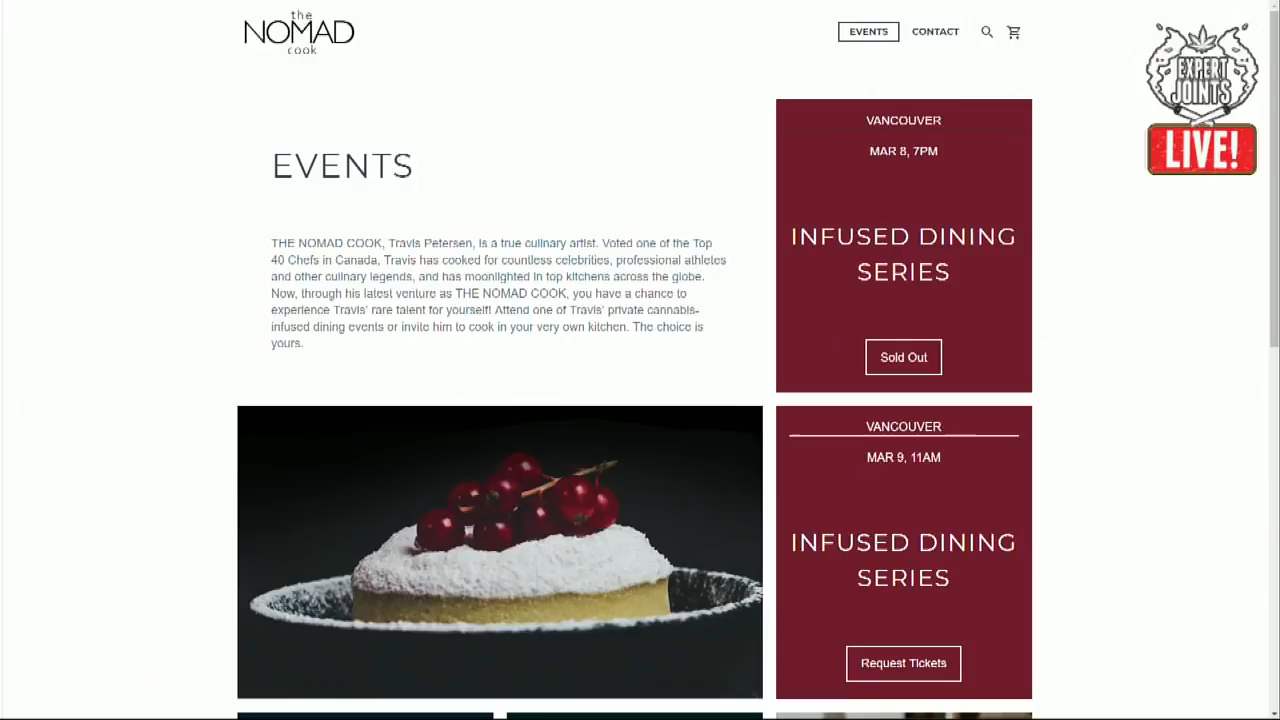 the
NOMAD
cook
EVENTS
CONTACT
EXPERT
JOINTS
LIVE!
EVENTS
THE NOMAD COOK, Travis Petersen, is a true culinary artist. Voted one of the Top
40 Chefs in Canada, Travis has cooked for countless celebrities, professional athletes
and other culinary legends, and has moonlighted in top kitchens across the globe.
Now, through his latest venture as THE NOMAD COOK, you have a chance to
experience Travis' rare talent for yourself! Attend one of Travis' private cannabis-
infused dining events or invite him to cook in your very own kitchen. The choice is
yours.
VANCOUVER
MAR 8, 7PM
INFUSED DINING
SERIES
Sold Out
VANCOUVER
MAR 9, 11AM
INFUSED DINING
SERIES
Request Tickets